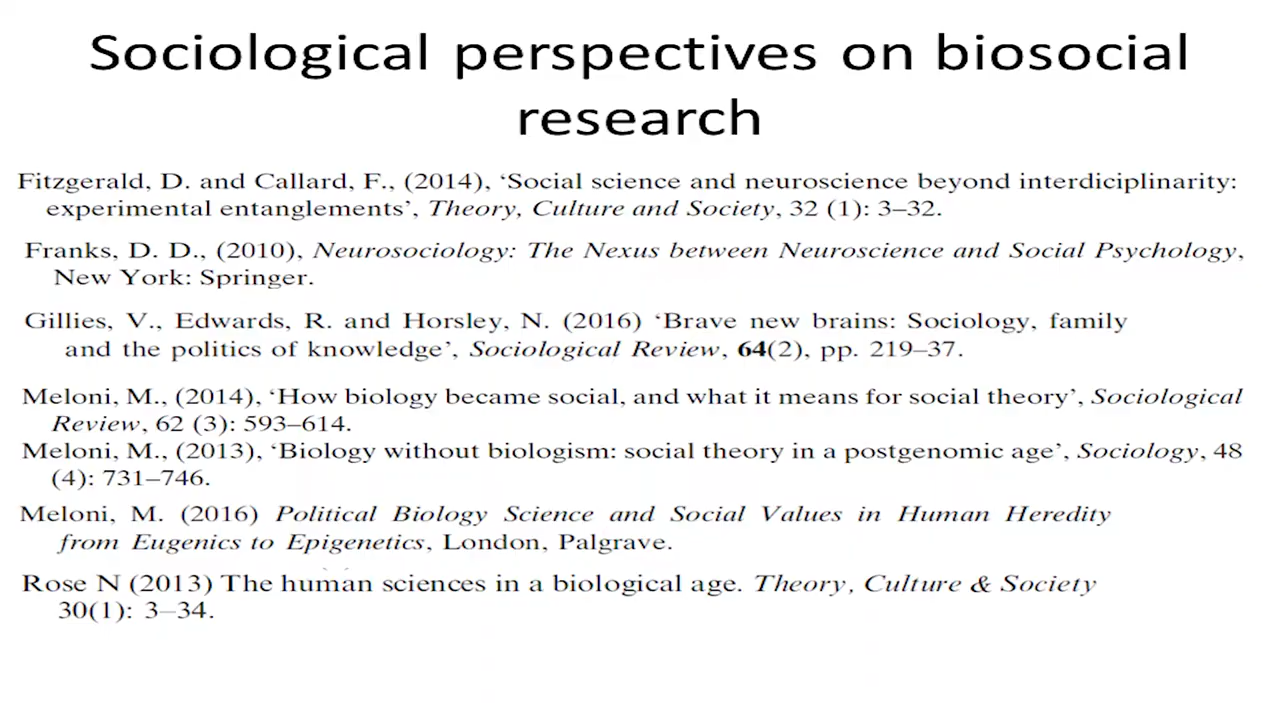 Sociological perspectives on biosocial
research
Fitzgerald, D. and Callard, F., (2014), ‘Social science and neuroscience beyond interdiciplinarity:
experimental entanglements’, Theory, Culture and Society, 32 (1): 3–32.
Franks, D. D., (2010), Neurosociology: The Nexus between Neuroscience and Social Psychology,
New York: Springer.
Gillies, V., Edwards, R. and Horsley, N. (2016) ‘Brave new brains: Sociology, family
and the politics of knowledge’, Sociological Review, 64(2), pp. 219–37.
Meloni, M., (2014), ‘How biology became social, and what it means for social theory’, Sociological
Review, 62 (3): 593–614.
Meloni, M., (2013), ‘Biology without biologism: social theory in a postgenomic age’, Sociology, 48
(4): 731–746.
Meloni, M. (2016) Political Biology Science and Social Values in Human Heredity
from Eugenics to Epigenetics, London, Palgrave.
Rose N (2013) The human sciences in a biological age. Theory, Culture & Society
30(1): 3–34.